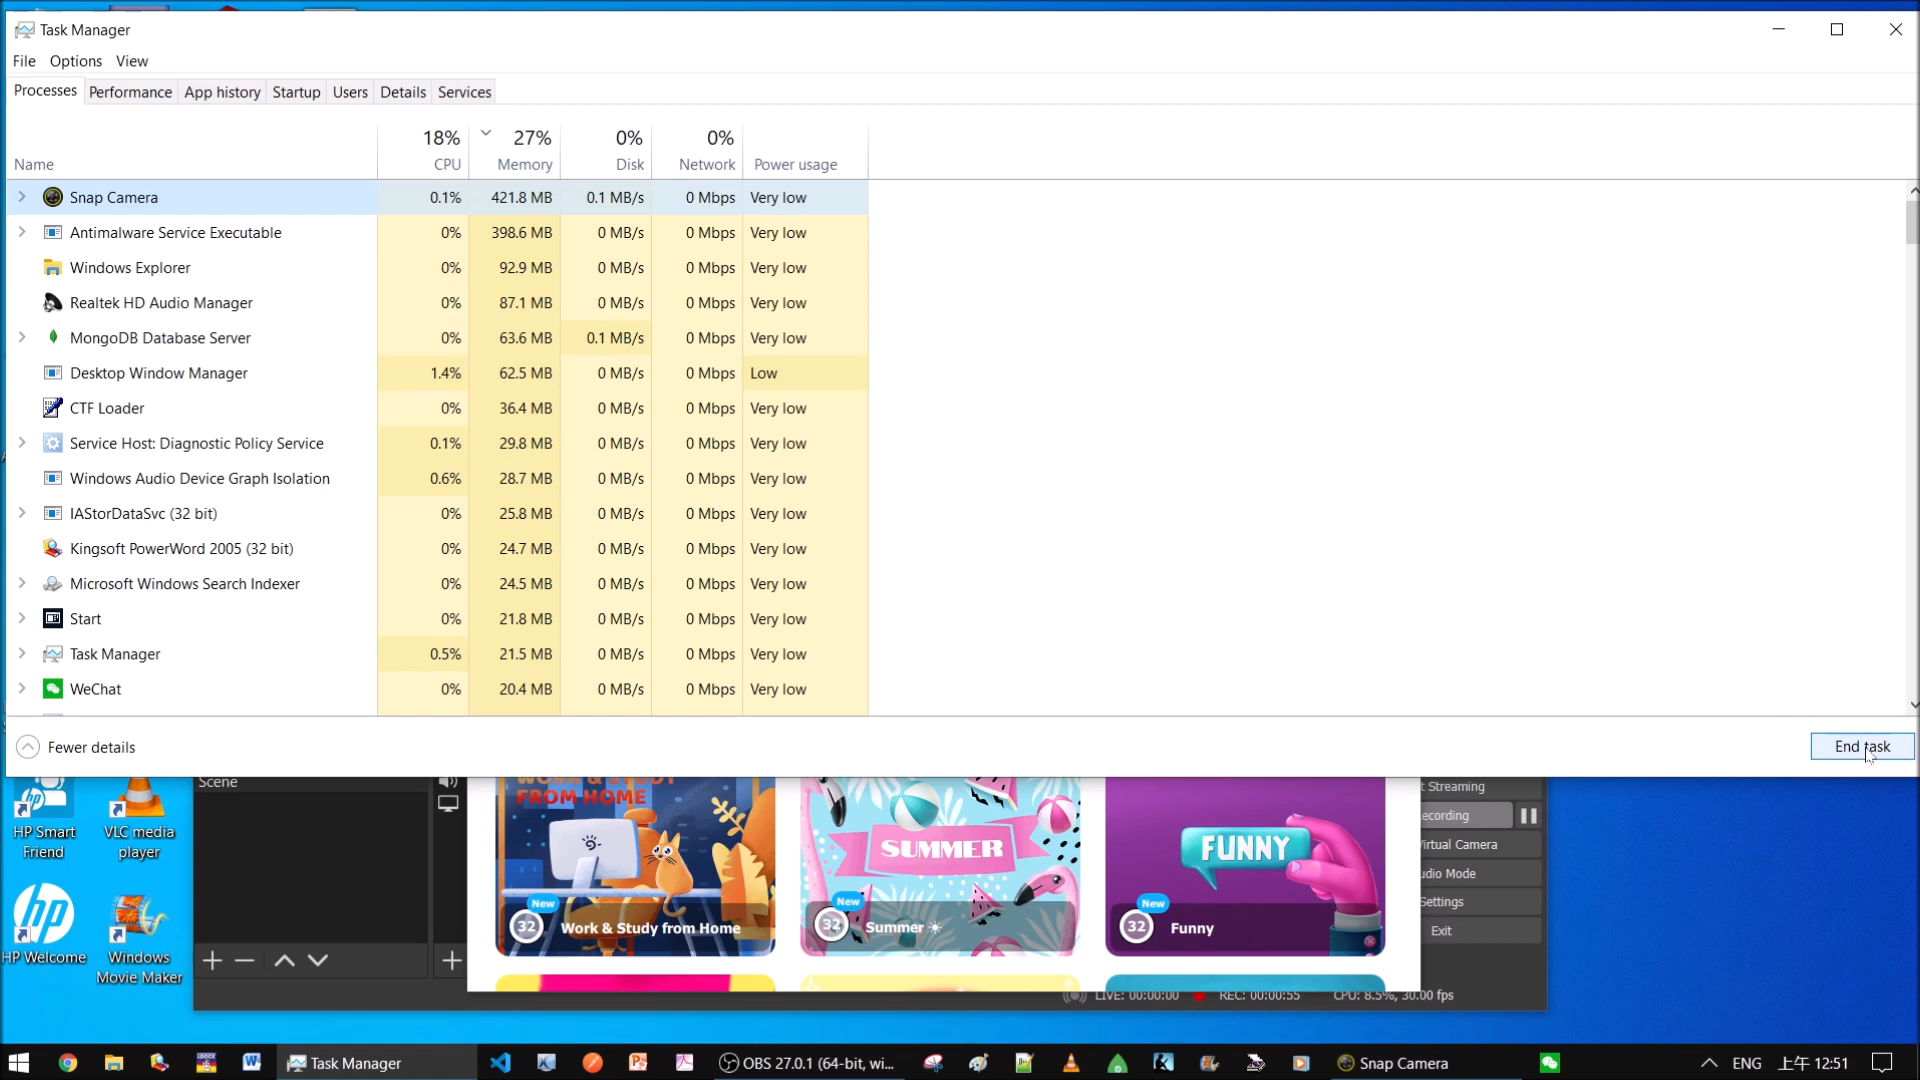 Task Manager
File Options View
Processes Performance App history Startup Users Details Services
18% 27% 0% 0%
Name CPU Memory Disk Network Power usage
Snap Camera 0.1% 421.8 MB 0.1 MB/s 0 Mbps Very low
Antimalware Service Executable 0% 398.6 MB 0 MB/s 0 Mbps Very low
Windows Explorer 0% 92.9 MB 0 MB/s 0 Mbps Very low
Realtek HD Audio Manager 0% 87.1 MB 0 MB/s 0 Mbps Very low
MongoDB Database Server 0% 63.6 MB 0.1 MB/s 0 Mbps Very low
Desktop Window Manager 1.4% 62.5 MB 0 MB/s 0 Mbps Low
CTF Loader 0% 36.4 MB 0 MB/s 0 Mbps Very low
Service Host: Diagnostic Policy Service 0.1% 29.8 MB 0 MB/s 0 Mbps Very low
Windows Audio Device Graph Isolation 0.6% 28.7 MB 0 MB/s 0 Mbps Very low
IAStorDataSvc (32 bit) 0% 25.8 MB 0 MB/s 0 Mbps Very low
Kingsoft PowerWord 2005 (32 bit) 0% 24.7 MB 0 MB/s 0 Mbps Very low
Microsoft Windows Search Indexer 0% 24.5 MB 0 MB/s 0 Mbps Very low
Start 0% 21.8 MB 0 MB/s 0 Mbps Very low
Task Manager 0.5% 21.5 MB 0 MB/s 0 Mbps Very low
WeChat 0% 20.4 MB 0 MB/s 0 Mbps Very low
Fewer details End task
Scene
WORK & STUDY
FROM HOME
t Streaming
ecording
HP Smart
Friend
VLC media
player
SUMMER
FUNNY
irtual Camera
udio Mode
Settings
Exit
New
32 Work & Study from Home
New
32 Summer
New
32 Funny
HP Welcome
Windows
Movie Maker
LIVE: 00:00:00 REC: 00:00:55 CPU: 8.5%, 30.00 fps
Task Manager
OBS 27.0.1 (64-bit, wi...
Snap Camera
ENG 上午 12:51